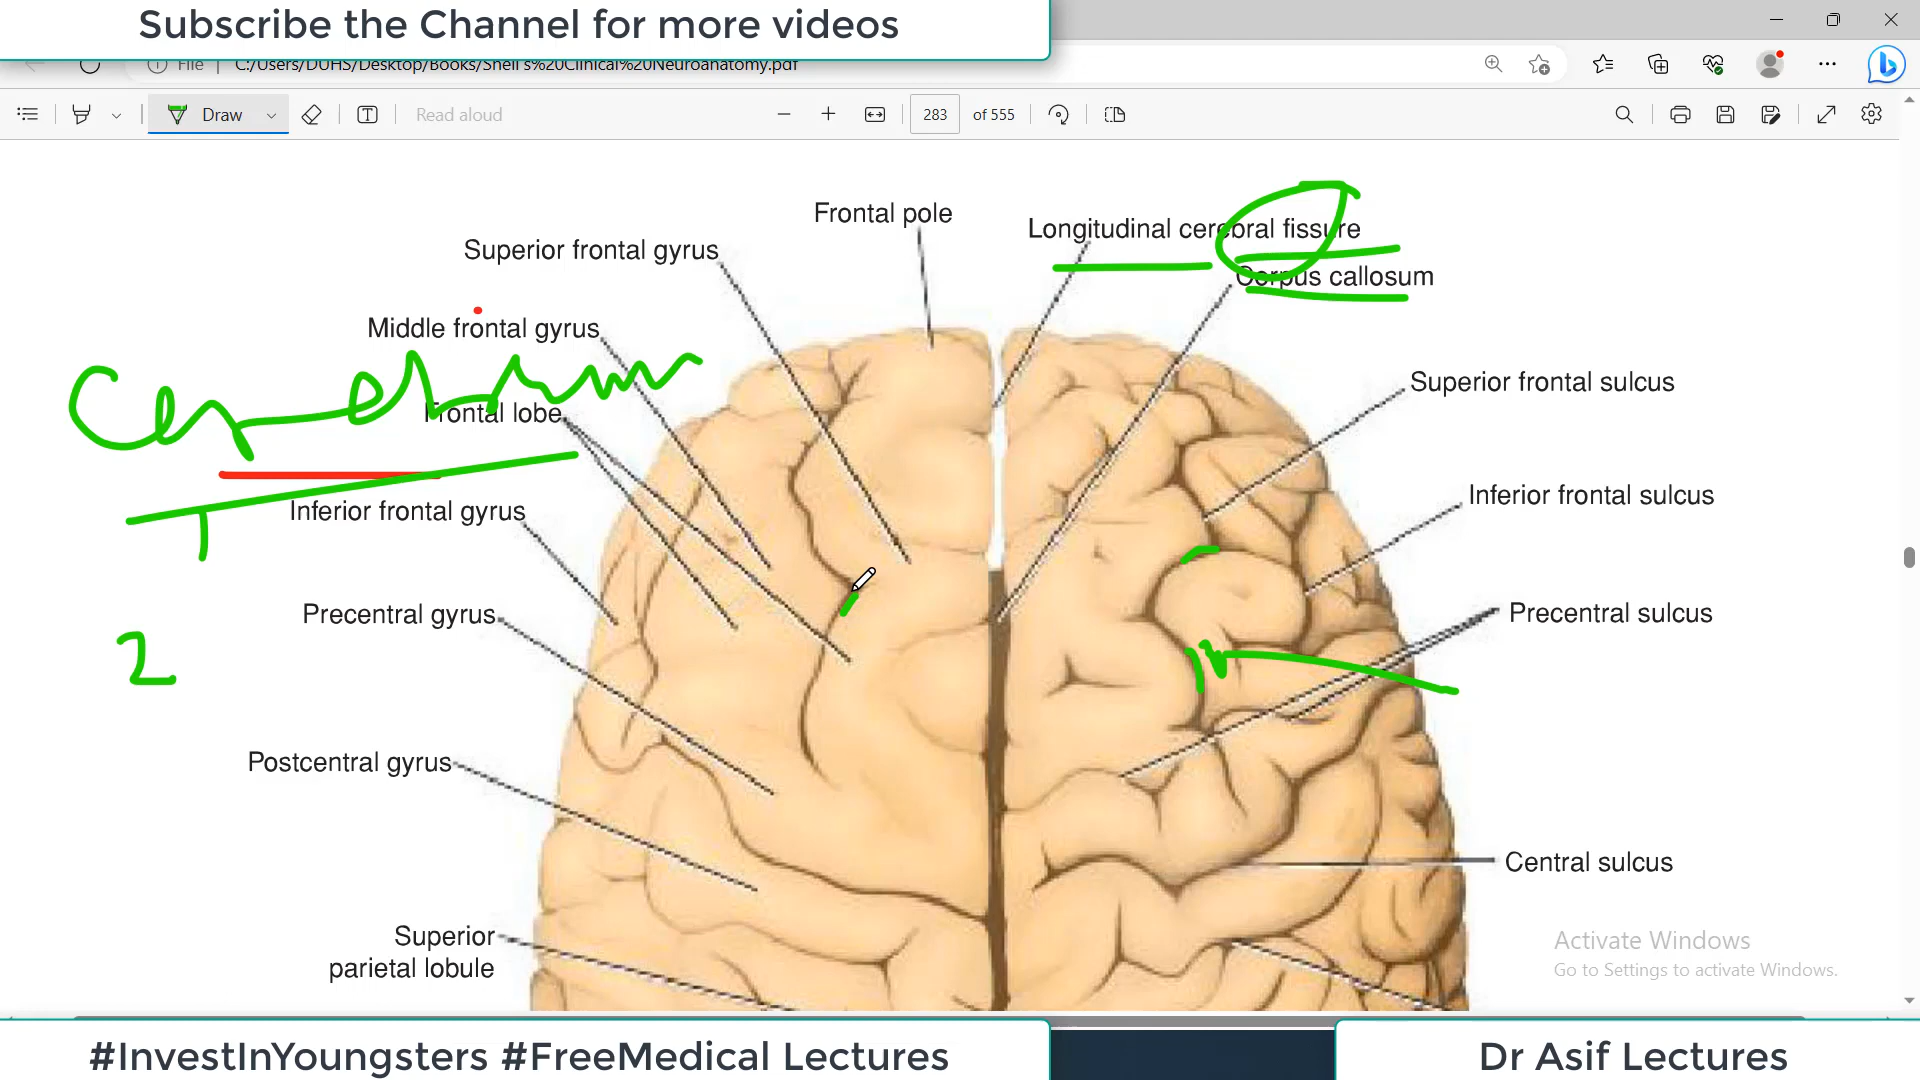 Subscribe the Channel for more videos
File C:/Users/DUHS/Desktop/Books/Snell's%20Clinical%20Neuroanatomy.pdf
Draw Read aloud 283 of 555
Frontal pole
Longitudinal cerebral fissure
Superior frontal gyrus
Corpus callosum
Middle frontal gyrus
Superior frontal sulcus
Frontal lobe
Inferior frontal sulcus
Inferior frontal gyrus
1
Precentral gyrus
Precentral sulcus
2
Postcentral gyrus
Central sulcus
Superior
parietal lobule
Activate Windows
Go to Settings to activate Windows.
#InvestInYoungsters #FreeMedical Lectures
Dr Asif Lectures